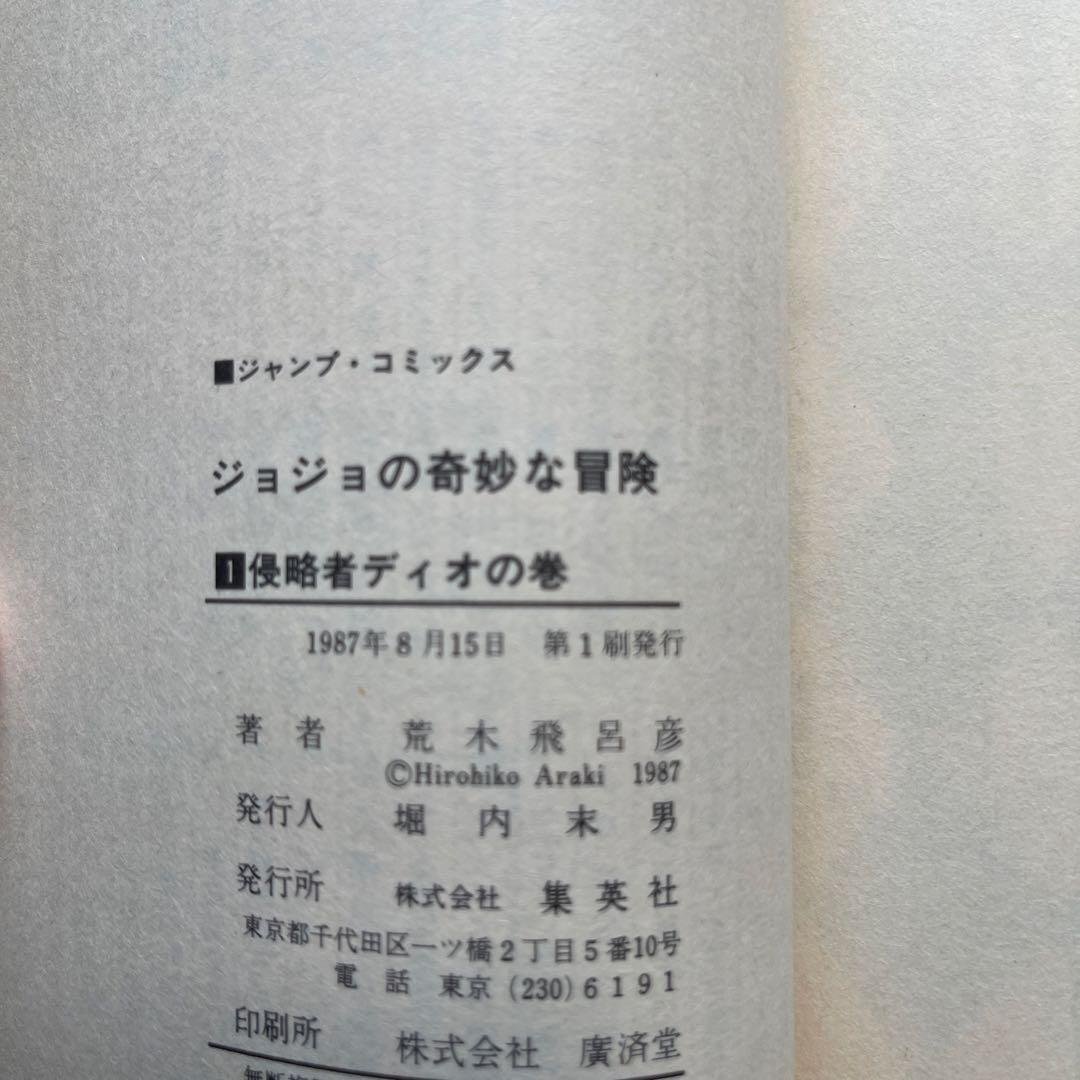 ■ジャンプ・コミックス
ジョジョの奇妙な冒険
1侵略者ディオの巻
1987年8月15日 第1刷発行
著者 荒木飛呂彦
©Hirohiko Araki 1987
発行人 堀内末男
発行所 株式会社 集英社
東京都千代田区一ツ橋2丁目5番10号
電話 東京 (230) 6191
印刷所 株式会社 廣済堂